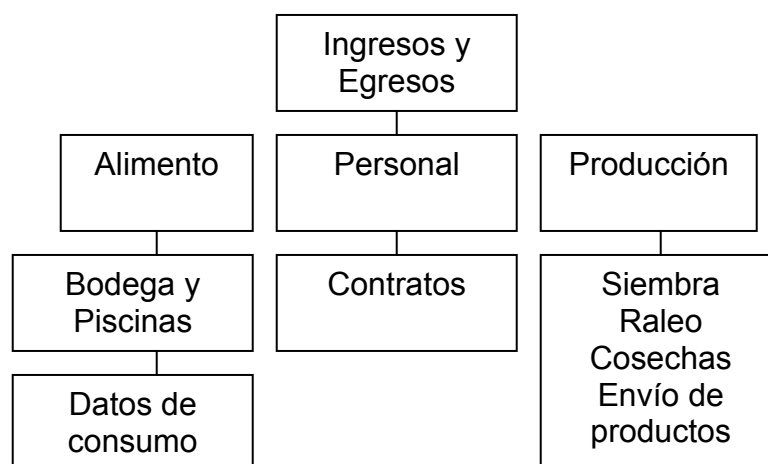 Ingresos y
Egresos
Alimento
Personal
Producción
Bodega y
Piscinas
Contratos
Siembra
Raleo
Cosechas
Envío de
productos
Datos de
consumo